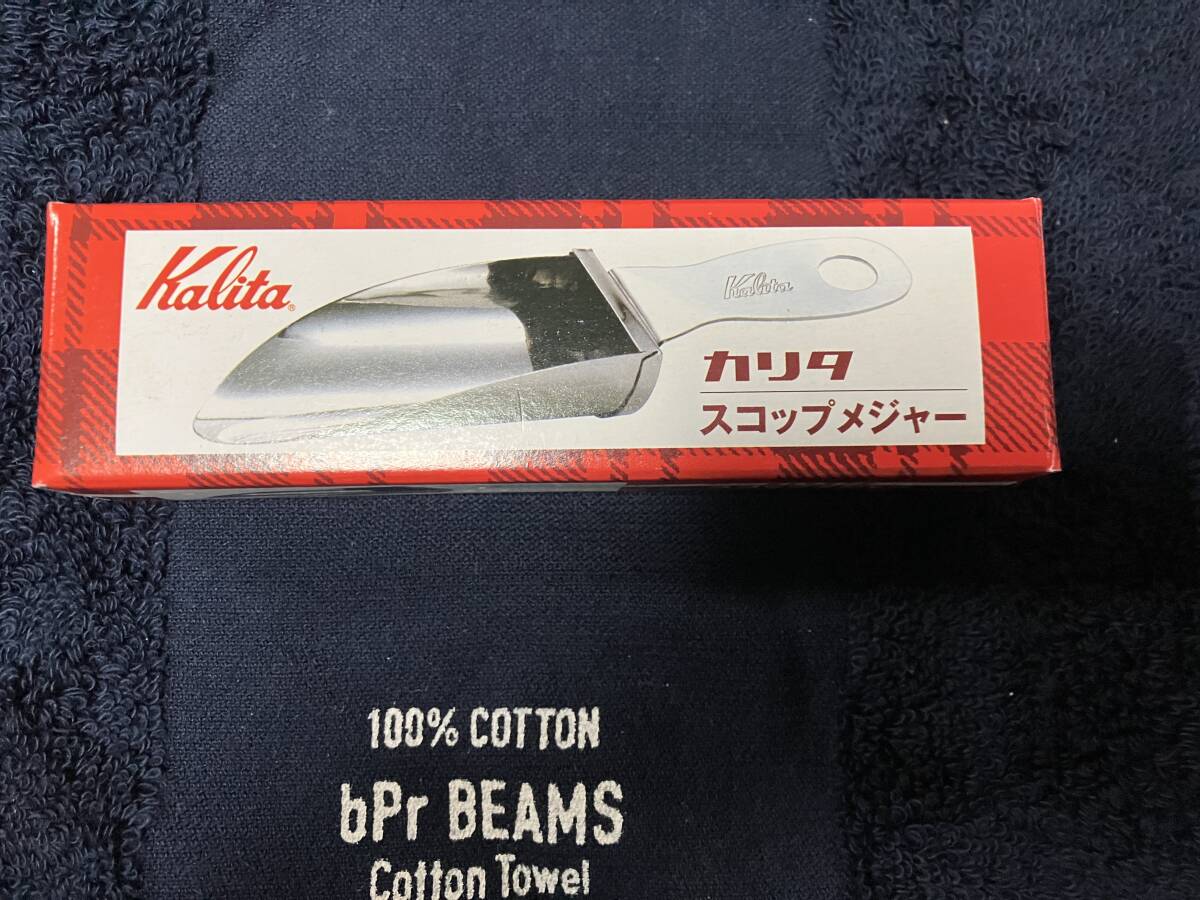 Kalita
Kalita
カリタ
スコップメジャー
100% COTTON
bPr BEAMS
Cotton Towel